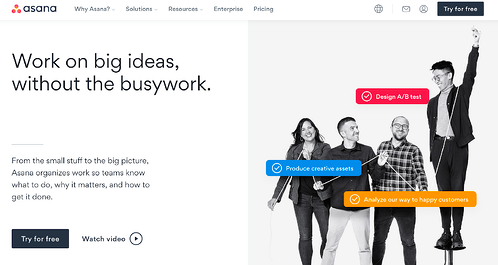 asana
Why Asana?
Solutions
Resources
Enterprise
Pricing
Try for free
Work on big ideas,
without the busywork.
From the small stuff to the big picture,
Asana organizes work so teams know
what to do, why it matters, and how to
get it done.
Try for free
Watch video
Design A/B test
Produce creative assets
Analyze our way to happy customers